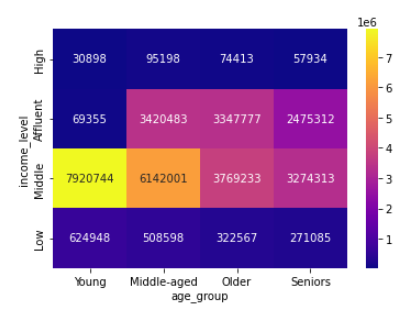 1e6
High
30898 95198 74413 57934
7
Affluent
69355 3420483 3347777 2475312
6
5
income_level
4
Middle
7920744 6142001 3769233 3274313
3
2
Low
624948 508598 322567 271085
1
Young Middle-aged Older Seniors
age_group